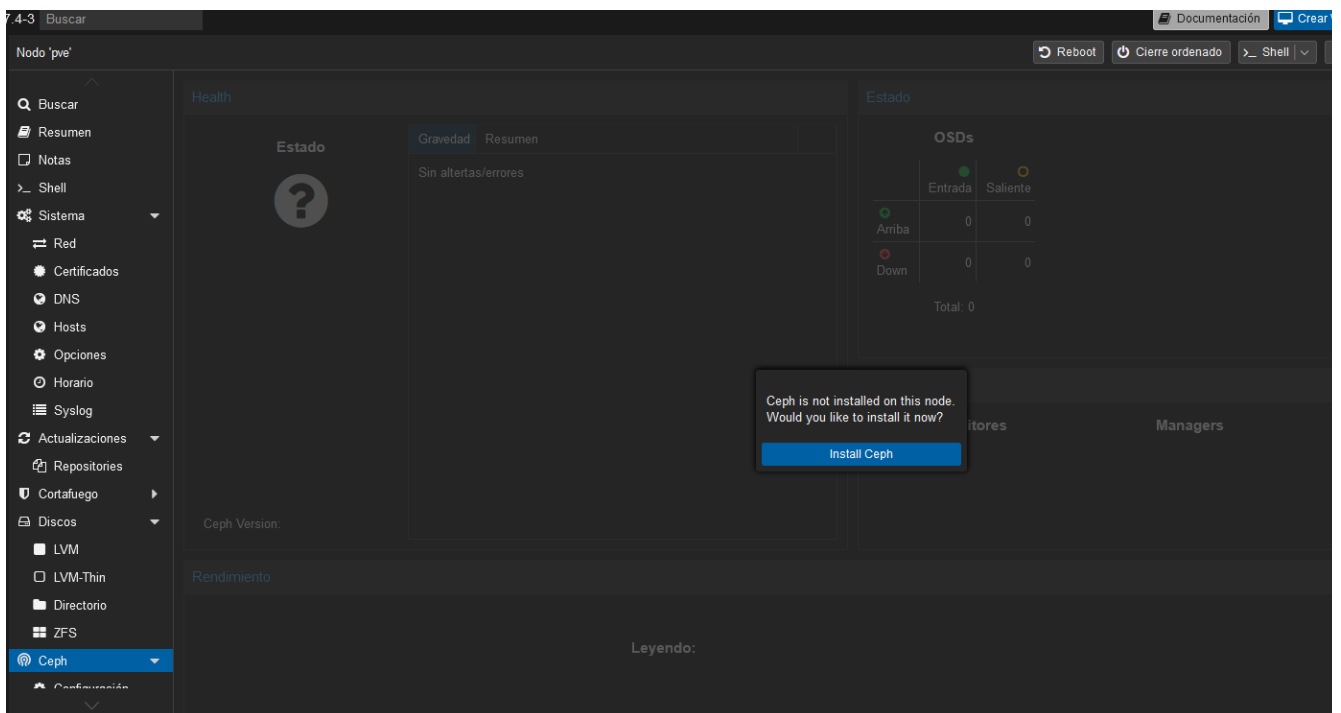 7.4-3 Buscar
Documentación
Crear
Nodo 'pve'
Reboot
Cierre ordenado
Shell
Buscar
Resumen
Notas
>_ Shell
Sistema
Red
Certificados
DNS
Hosts
Opciones
Horario
Syslog
Actualizaciones
Repositories
Cortafuego
Discos
LVM
LVM-Thin
Directorio
ZFS
Ceph
Configuración
Health
Estado
Gravedad Resumen
Sin altertas/errores
Ceph Version:
Estado
OSDs
Entrada Saliente
Arriba 0 0
Down 0 0
Total: 0
Ceph is not installed on this node.
Would you like to install it now?
Install Ceph
itores
Managers
Rendimiento
Leyendo: